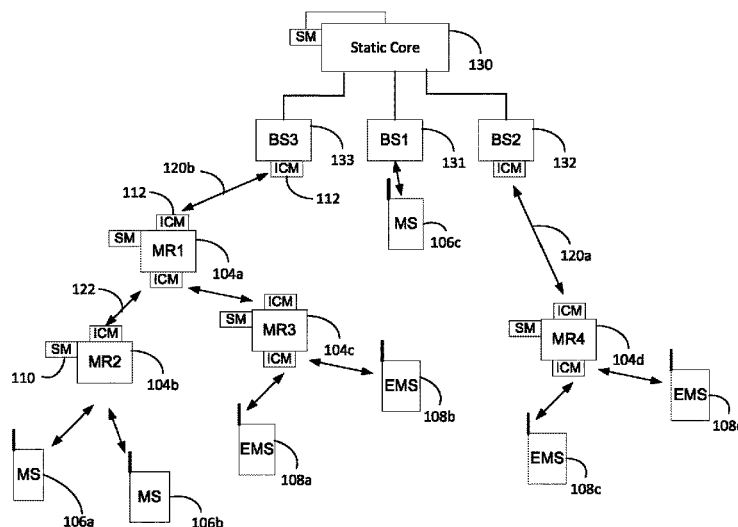 SM
Static Core
130
BS3
133
BS1
131
BS2
132
120b
ICM
112
ICM
112
ICM
SM
MR1
104a
ICM
MS
106c
120a
122
ICM
SM
MR2
110
104b
ICM
SM
MR3
104c
ICM
ICM
SM
MR4
104d
ICM
EMS
108b
EMS
EMS
108a
EMS
108c
MS
106a
MS
106b